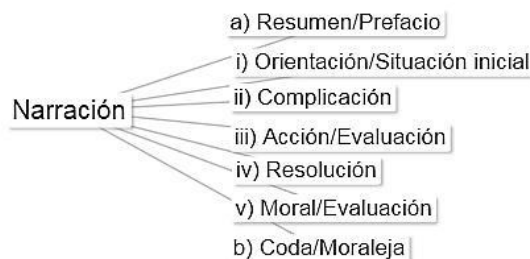 a) Resumen/Prefacio
i) Orientación/Situación inicial
ii) Complicación
Narración
iii) Acción/Evaluación
iv) Resolución
v) Moral/Evaluación
b) Coda/Moraleja